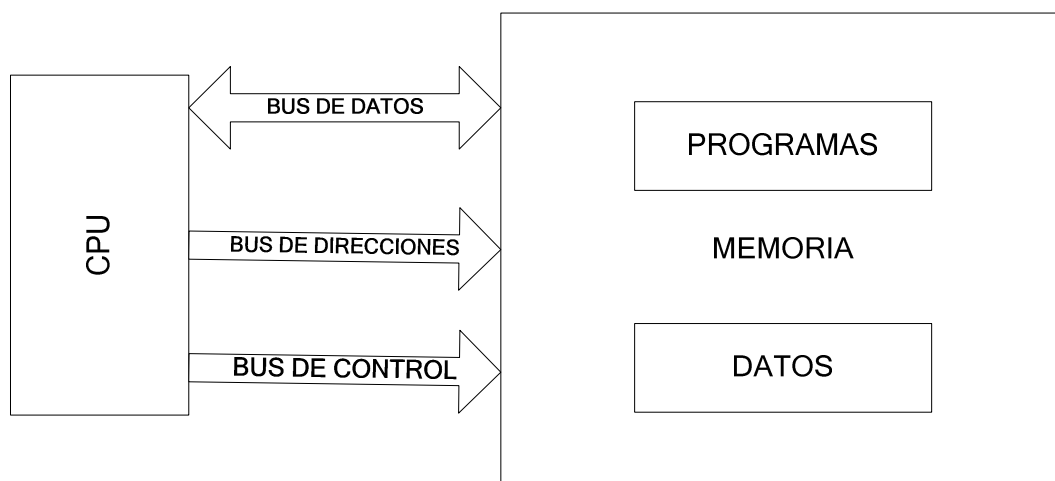 CPU
BUS DE DATOS
BUS DE DIRECCIONES
BUS DE CONTROL
PROGRAMAS
MEMORIA
DATOS